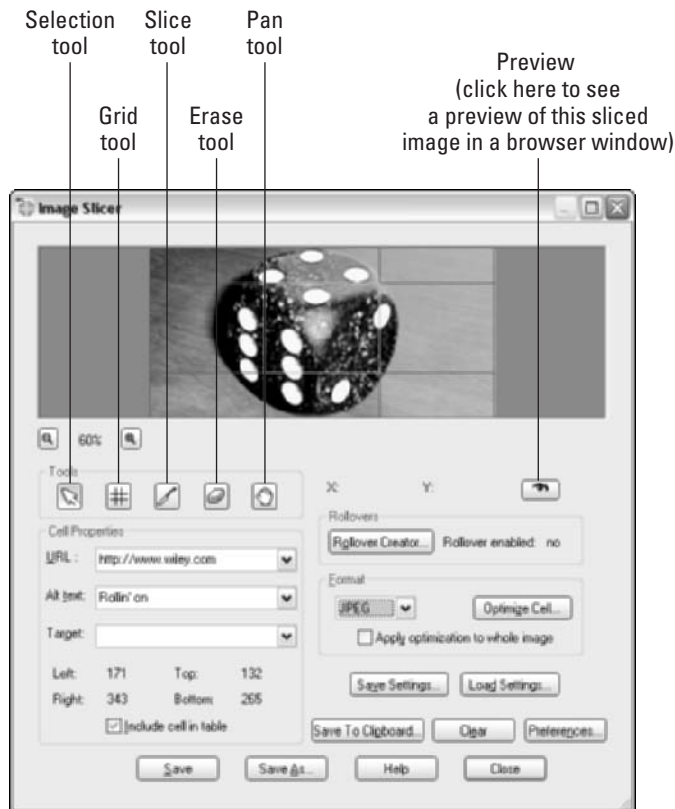 Selection tool
Slice tool
Pan tool
Grid tool
Erase tool
Preview
(click here to see
a preview of this sliced
image in a browser window)
Image Slicer
60%
Tools
X:
Y:
Rollovers
Rollover Creator...
Rollover enabled: no
Cell Properties
URL :
http://www.wiley.com
Alt text:
Rollin' on
Target:
Left: 171 Top: 132
Right: 343 Bottom: 265
Include cell in table
Format
JPEG
Optimize Cell...
Apply optimization to whole image
Save Settings...
Load Settings...
Save To Clipboard...
Clear
Preferences...
Save
Save As...
Help
Close